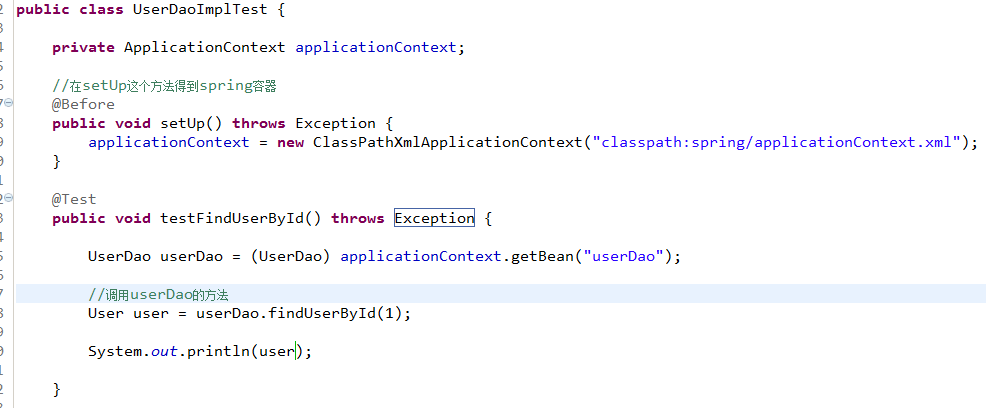 public class UserDaoImplTest {
private ApplicationContext applicationContext;
//在setUp这个方法得到spring容器
@Before
public void setUp() throws Exception {
applicationContext = new ClassPathXmlApplicationContext("classpath:spring/applicationContext.xml");
}
@Test
public void testFindUserById() throws Exception {
UserDao userDao = (UserDao) applicationContext.getBean("userDao");
//调用userDao的方法
User user = userDao.findUserById(1);
System.out.println(user);
}